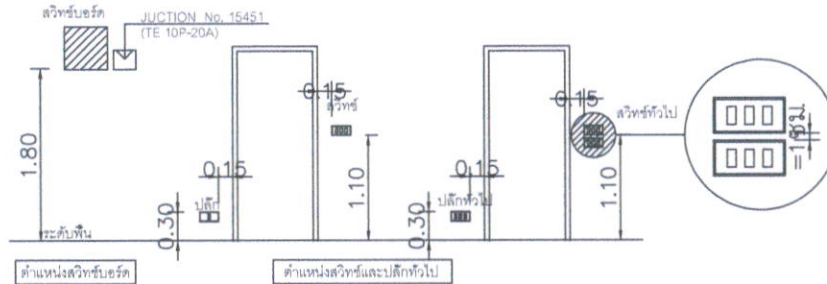 สวิทช์บอร์ด
JUCTION No. 15451
(TE 10P-20A)
0.15
สวิทช์
0.15
สวิทช์ทั่วไป
=1ซม.
1.80
0.15
ปลั๊ก
0.30
1.10
0.15
ปลั๊กทั่วไป
0.30
1.10
ระดับพื้น
ตำแหน่งสวิทช์บอร์ด
ตำแหน่งสวิทช์และปลั๊กทั่วไป